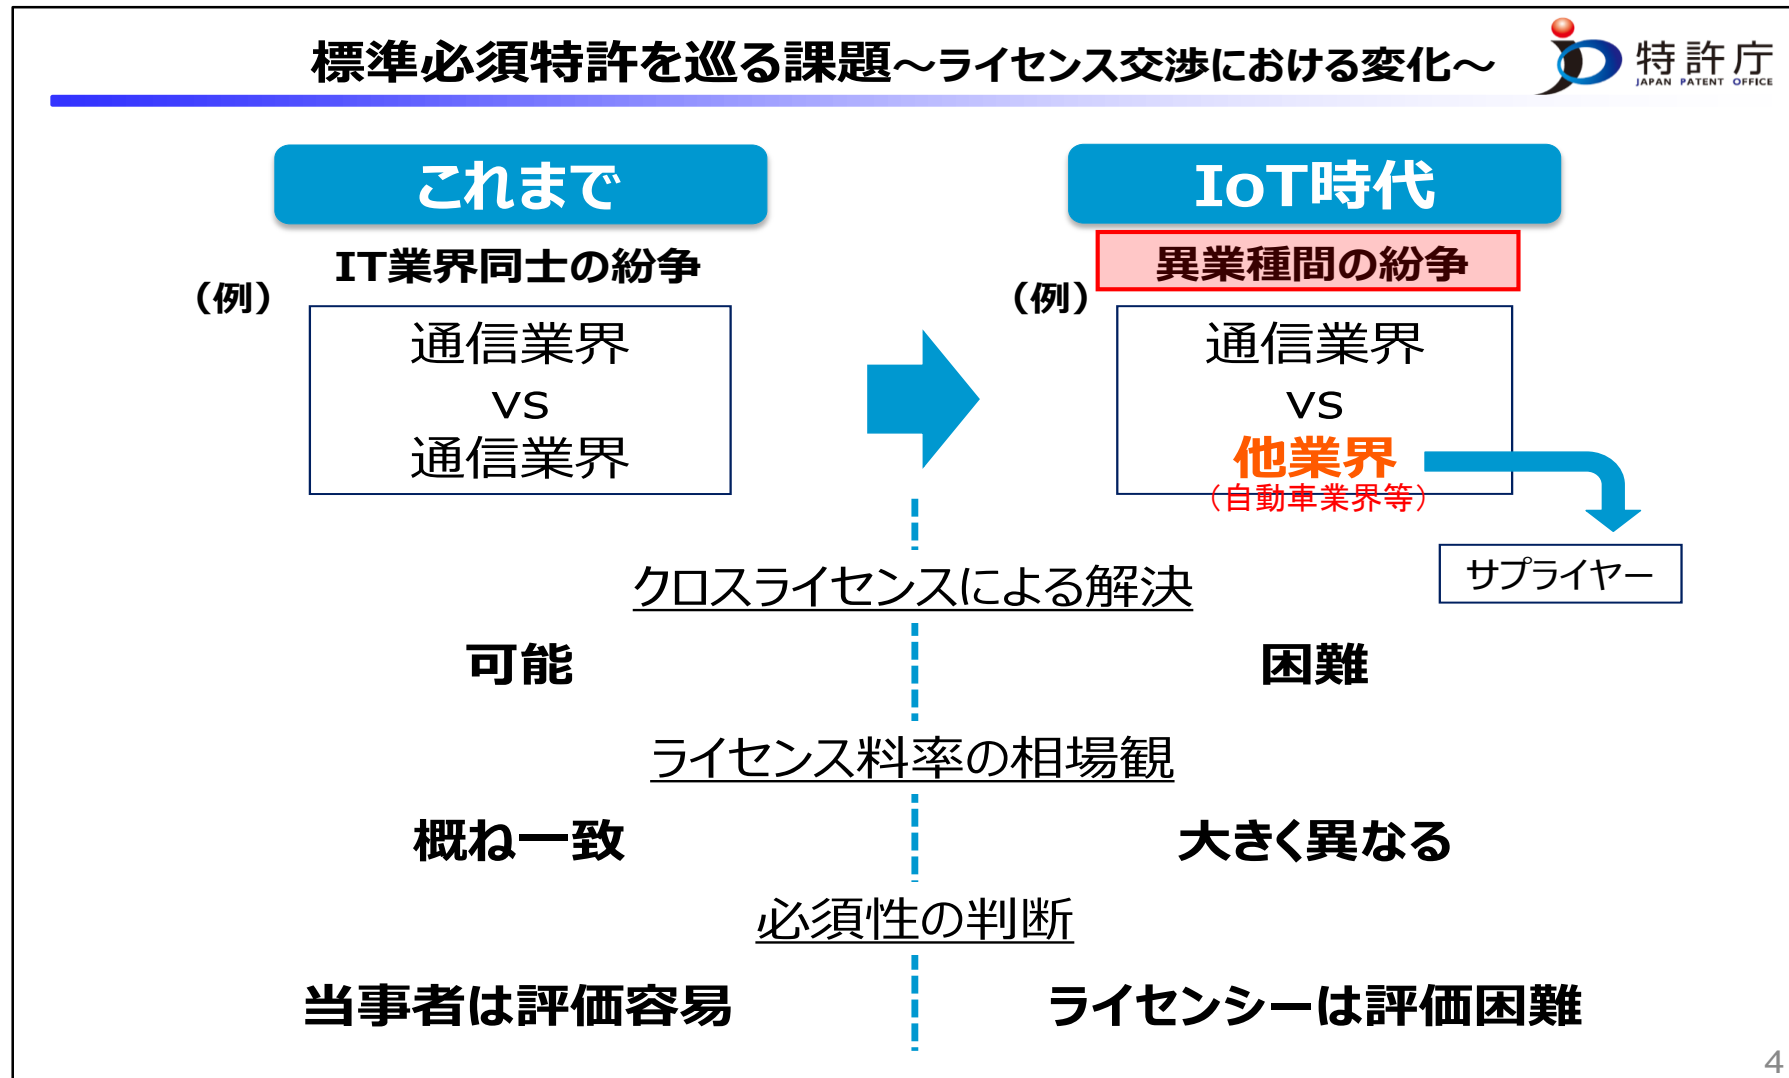 標準必須特許を巡る課題～ライセンス交渉における変化～
特許庁
JAPAN PATENT OFFICE
これまで
IT業界同士の紛争
（例）
通信業界
vs
通信業界
IoT時代
異業種間の紛争
（例）
通信業界
vs
他業界
（自動車業界等）
サプライヤー
クロスライセンスによる解決
可能
困難
ライセンス料率の相場観
概ね一致
大きく異なる
必須性の判断
当事者は評価容易
ライセンシーは評価困難
4